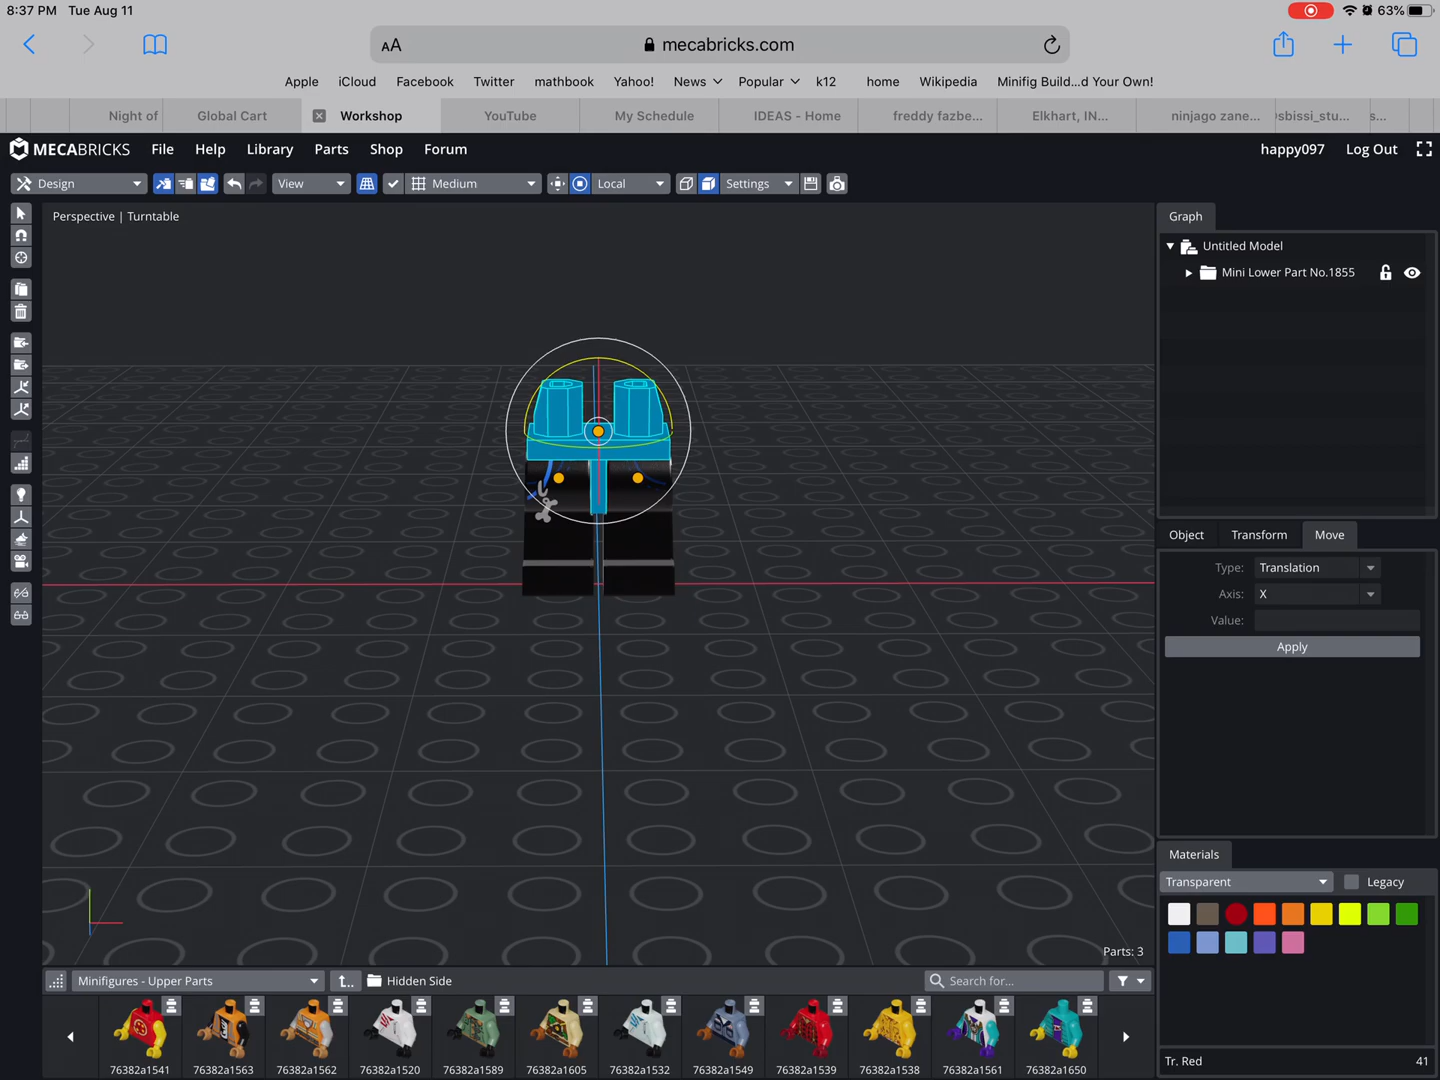 8:37 PM Tue Aug 11
63%
AA
mecabricks.com
Apple iCloud Facebook Twitter mathbook Yahoo! News Popular k12 home Wikipedia Minifig Build...d Your Own!
Night of Global Cart Workshop YouTube My Schedule IDEAS - Home freddy fazbe... Elkhart, IN... ninjago zane... sbissi_stu... s...
MECABRICKS File Help Library Parts Shop Forum happy097 Log Out
Design View Medium Local Settings
Perspective | Turntable
Graph
Untitled Model
Mini Lower Part No.1855
Object Transform Move
Type: Translation
Axis: X
Value:
Apply
Materials
Transparent Legacy
Parts: 3
Minifigures - Upper Parts Hidden Side Search for...
76382a1541 76382a1563 76382a1562 76382a1520 76382a1589 76382a1605 76382a1532 76382a1549 76382a1539 76382a1538 76382a1561 76382a1650
Tr. Red 41